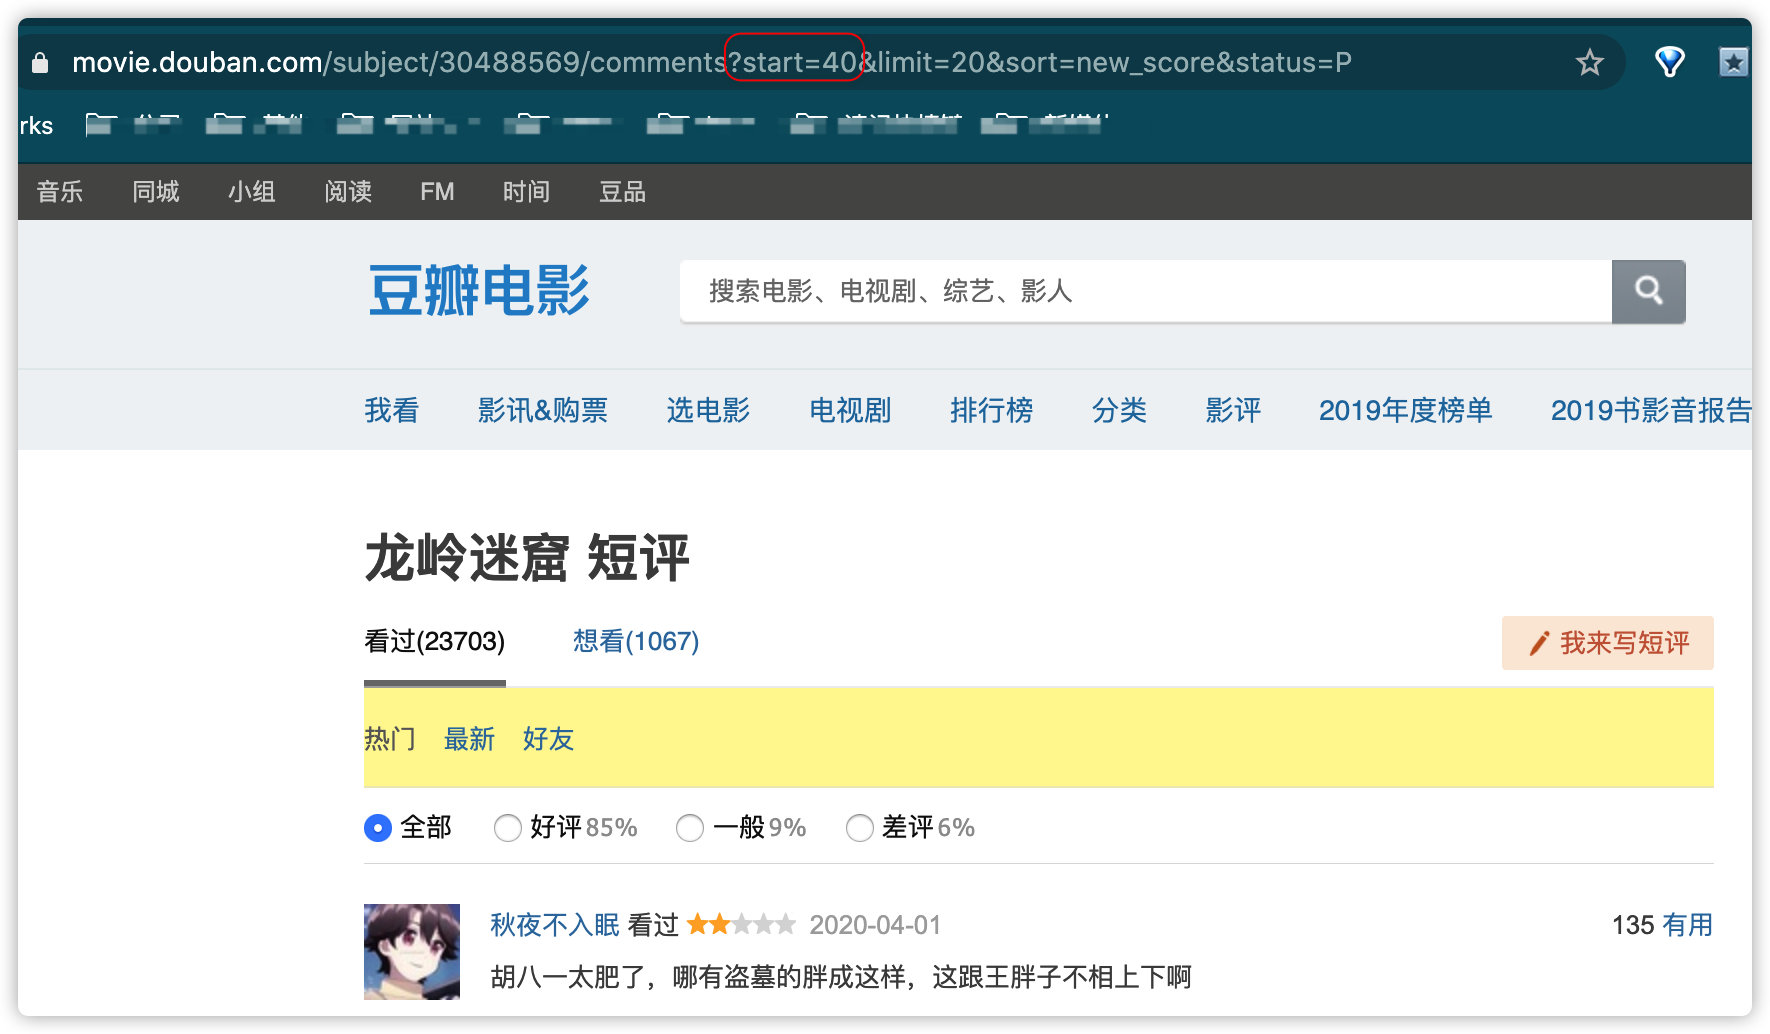 movie.douban.com/subject/30488569/comments?start=40&limit=20&sort=new_score&status=P
rks
音乐 同城 小组 阅读 FM 时间 豆品
豆瓣电影 搜索电影、电视剧、综艺、影人
我看 影讯&购票 选电影 电视剧 排行榜 分类 影评 2019年度榜单 2019书影音报告
龙岭迷窟 短评
看过(23703) 想看(1067) 我来写短评
热门 最新 好友
全部 好评 85% 一般 9% 差评 6%
秋夜不入眠 看过 2020-04-01 135 有用
胡八一太肥了，哪有盗墓的胖成这样，这跟王胖子不相上下啊